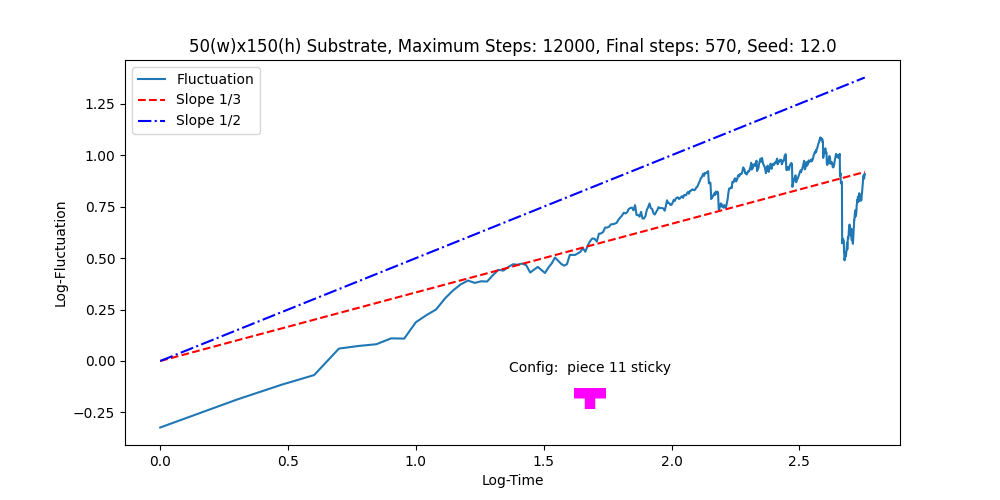 50(w)x150(h) Substrate, Maximum Steps: 12000, Final steps: 570, Seed: 12.0
Fluctuation
Slope 1/3
Slope 1/2
Log-Fluctuation
1.25
1.00
0.75
0.50
0.25
0.00
−0.25
Config:  piece 11 sticky
0.0 0.5 1.0 1.5 2.0 2.5
Log-Time